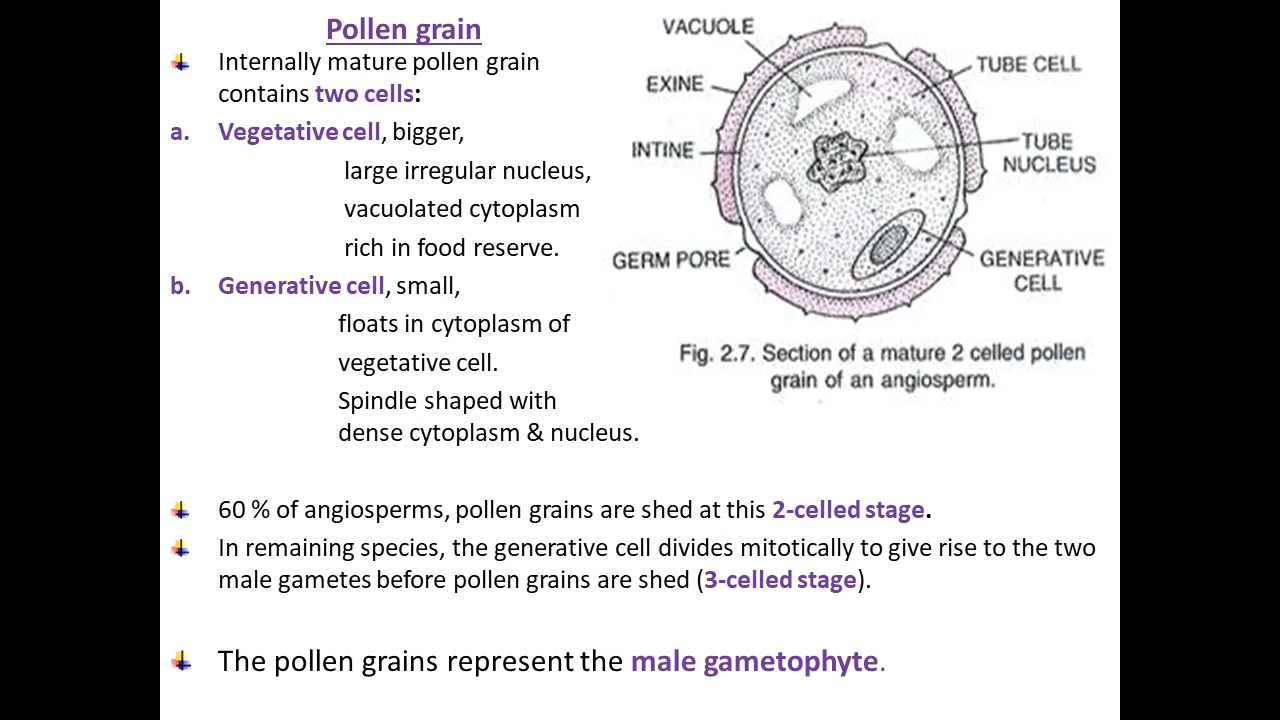 Pollen grain
Internally mature pollen grain
contains two cells:
a. Vegetative cell, bigger,
large irregular nucleus,
vacuolated cytoplasm
rich in food reserve.
b. Generative cell, small,
floats in cytoplasm of
vegetative cell.
Spindle shaped with
dense cytoplasm & nucleus.
VACUOLE
EXINE
INTINE
GERM PORE
TUBE CELL
TUBE
NUCLEUS
GENERATIVE
CELL
Fig. 2.7. Section of a mature 2 celled pollen
grain of an angiosperm.
60 % of angiosperms, pollen grains are shed at this 2-celled stage.
In remaining species, the generative cell divides mitotically to give rise to the two
male gametes before pollen grains are shed (3-celled stage).
The pollen grains represent the male gametophyte.